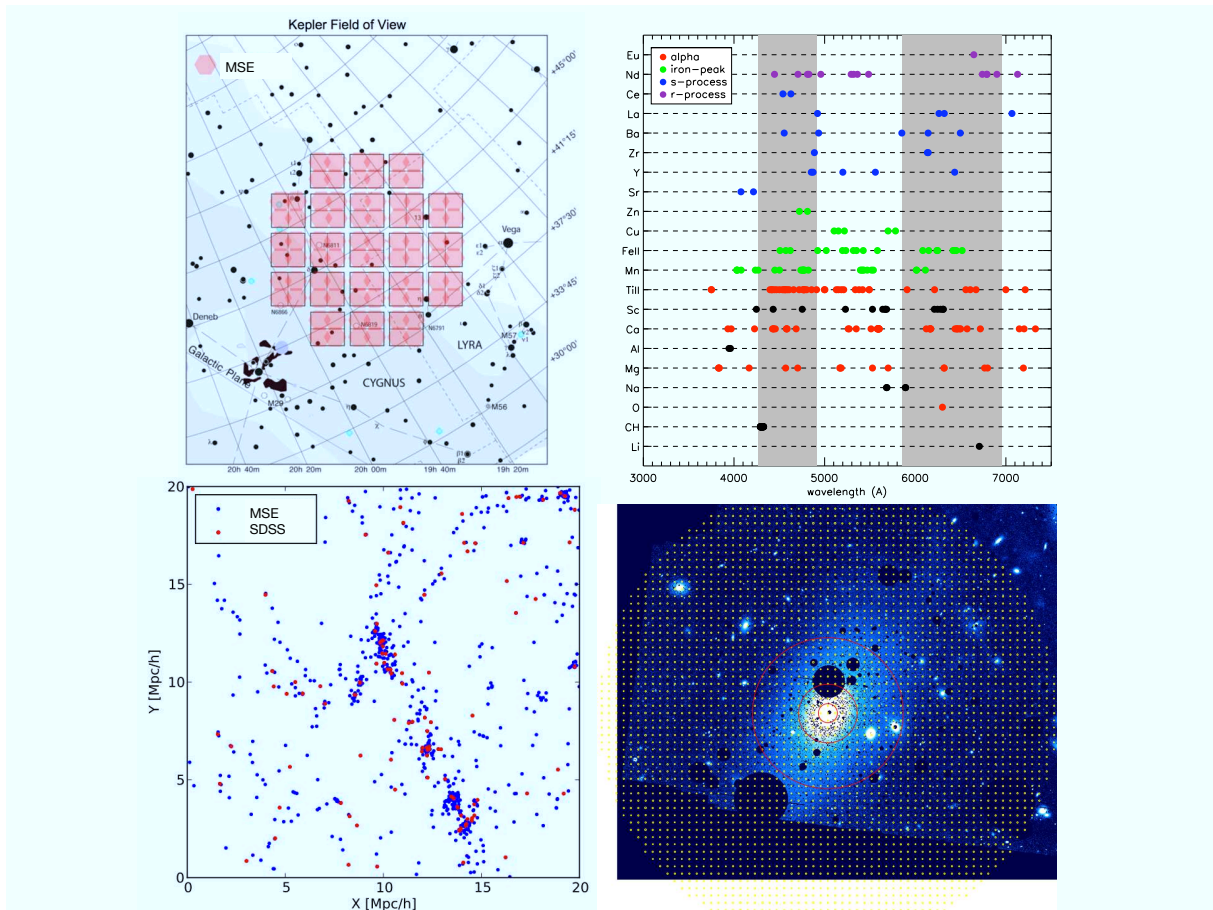 Kepler Field of View
MSE
+45°00'
+41°15'
+37°30'
+33°45'
+30°00'
Vega
N6811
N6866
N6819
N6791
Deneb
Galactic Plane
M29
LYRA
CYGNUS
M57
M56
20h 40m
20h 20m
20h 00m
19h 40m
19h 20m
alpha
iron-peak
s-process
r-process
Eu
Nd
Ce
La
Ba
Zr
Y
Sr
Zn
Cu
FeII
Mn
TiII
Sc
Ca
Al
Mg
Na
O
CH
Li
3000 4000 5000 6000 7000
wavelength (A)
MSE
SDSS
20
15
10
5
0
Y [Mpc/h]
0 5 10 15 20
X [Mpc/h]